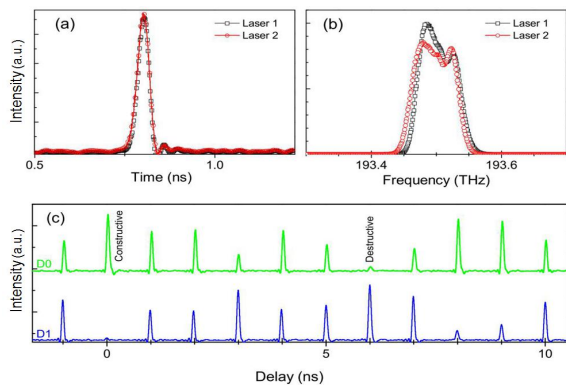 (a)
Laser 1
Laser 2
Intensity (a.u.)
0.5
1.0
Time (ns)
(b)
Laser 1
Laser 2
193.4
193.6
Frequency (THz)
(c)
Intensity (a.u.)
Constructive
Destructive
D0
D1
0
5
10
Delay (ns)